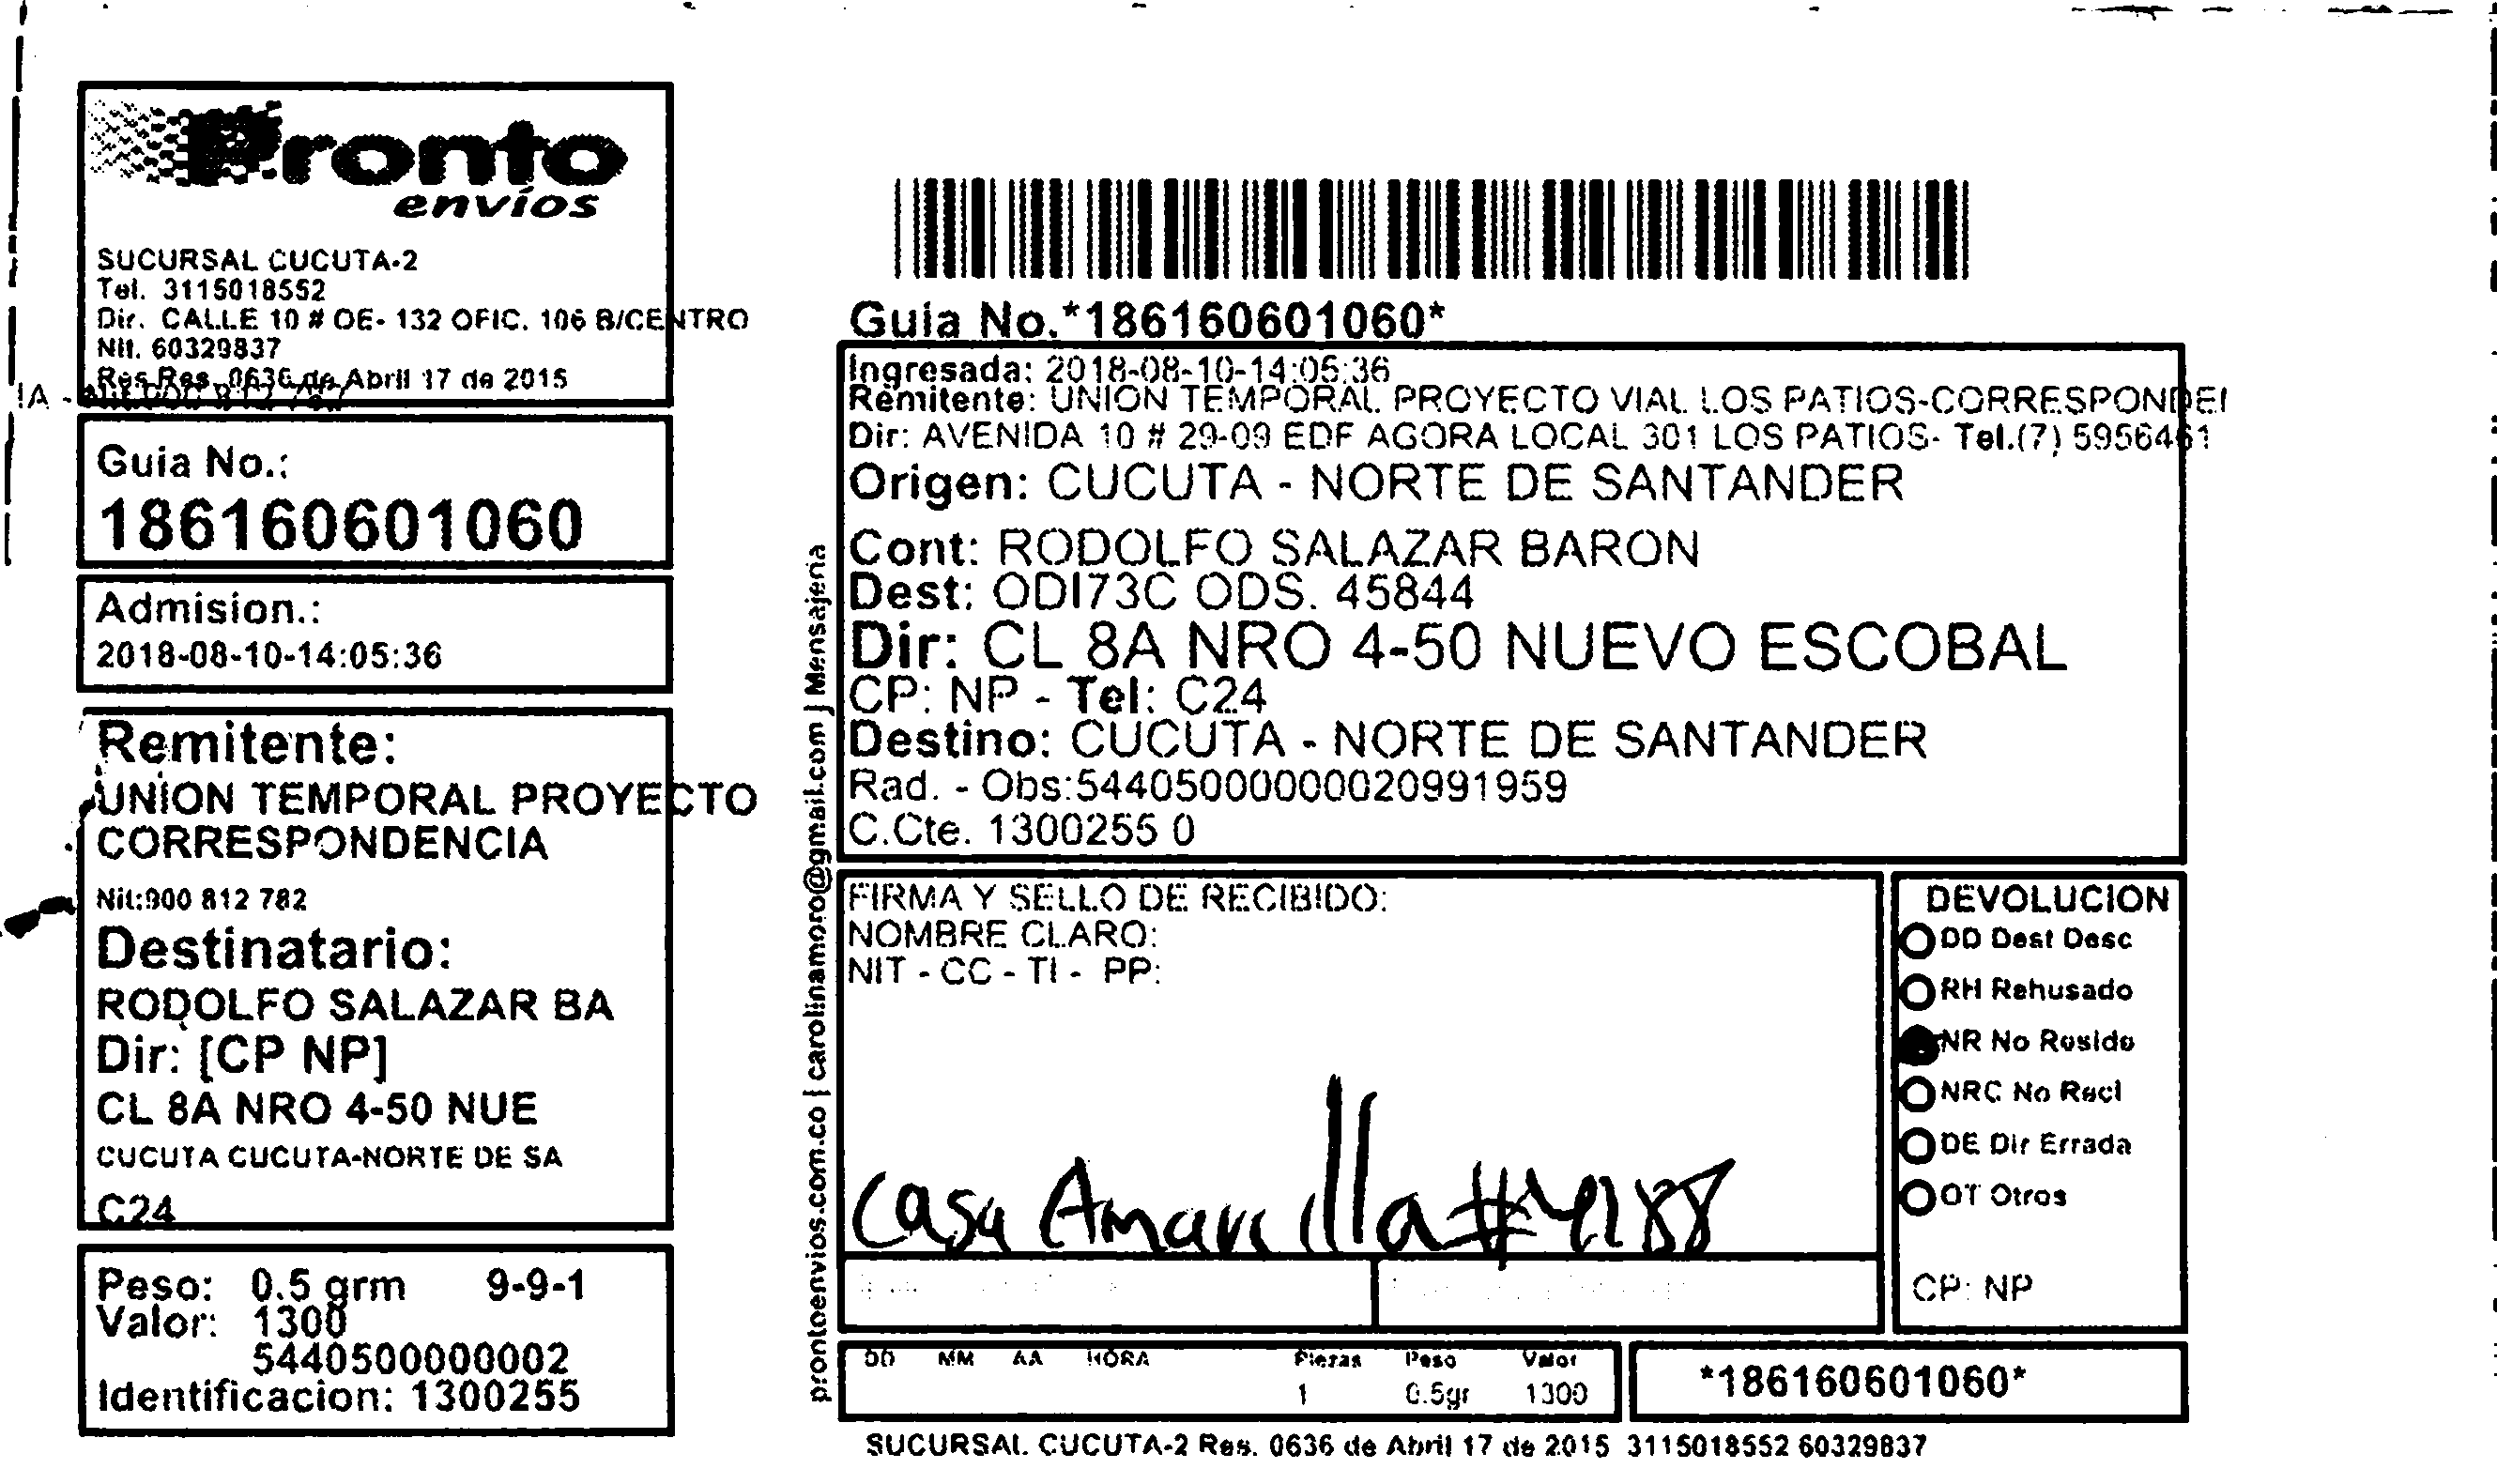 Pronto
envíos
SUCURSAL CUCUTA-2
Tel. 3115018552
Dir. CALLE 10 # OE- 132 OFIC. 106 B/CENTRO
Nit. 60329837
Res Res. 0636 de Abril 17 de 2015
IA -
Guia No.:
186160601060
Admision.:
2018-08-10-14:05:36
Remitente:
UNION TEMPORAL PROYECTO
CORRESPONDENCIA
Nit:900 812 782
Destinatario:
RODOLFO SALAZAR BA
Dir: [CP NP]
CL 8A NRO 4-50 NUE
CUCUTA CUCUTA-NORTE DE SA
C24
Peso: 0.5 grm 9-9-1
Valor: 1300
5440500000002
Identificacion: 1300255
prontoenvios.com.co | carolinamoro@gmail.com | Mensajeria
Guia No.*186160601060*
Ingresada: 2018-08-10-14:05:36
Remitente: UNION TEMPORAL PROYECTO VIAL LOS PATIOS-CORRESPONDEI
Dir: AVENIDA 10 # 29-09 EDF AGORA LOCAL 301 LOS PATIOS- Tel.(7) 5956461
Origen: CUCUTA - NORTE DE SANTANDER
Cont: RODOLFO SALAZAR BARON
Dest: ODI73C ODS. 45844
Dir: CL 8A NRO 4-50 NUEVO ESCOBAL
CP: NP - Tel: C24
Destino: CUCUTA - NORTE DE SANTANDER
Rad. - Obs:544050000000020991959
C.Cte. 1300255 0
FIRMA Y SELLO DE RECIBIDO:
NOMBRE CLARO:
NIT - CC - TI - PP:
Casa Amarilla
DEVOLUCION
DD Dest Desc
RH Rehusado
NR No Reside
NRC No Recl
DE Dir Errada
OT Otros
CP: NP
DD MM AA HORA Piezas Peso Valor
1 0.5gr 1300
*186160601060*
SUCURSAL CUCUTA-2 Res. 0636 de Abril 17 de 2015 3115018552 60329837